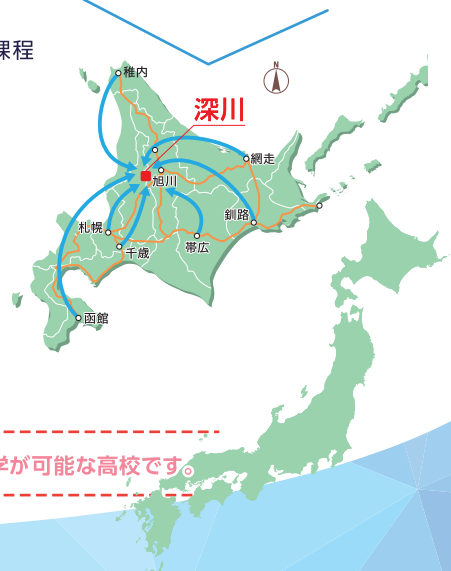 課程
稚内
N
深川
網走
旭川
釧路
札幌
帯広
千歳
函館
学が可能な高校です。